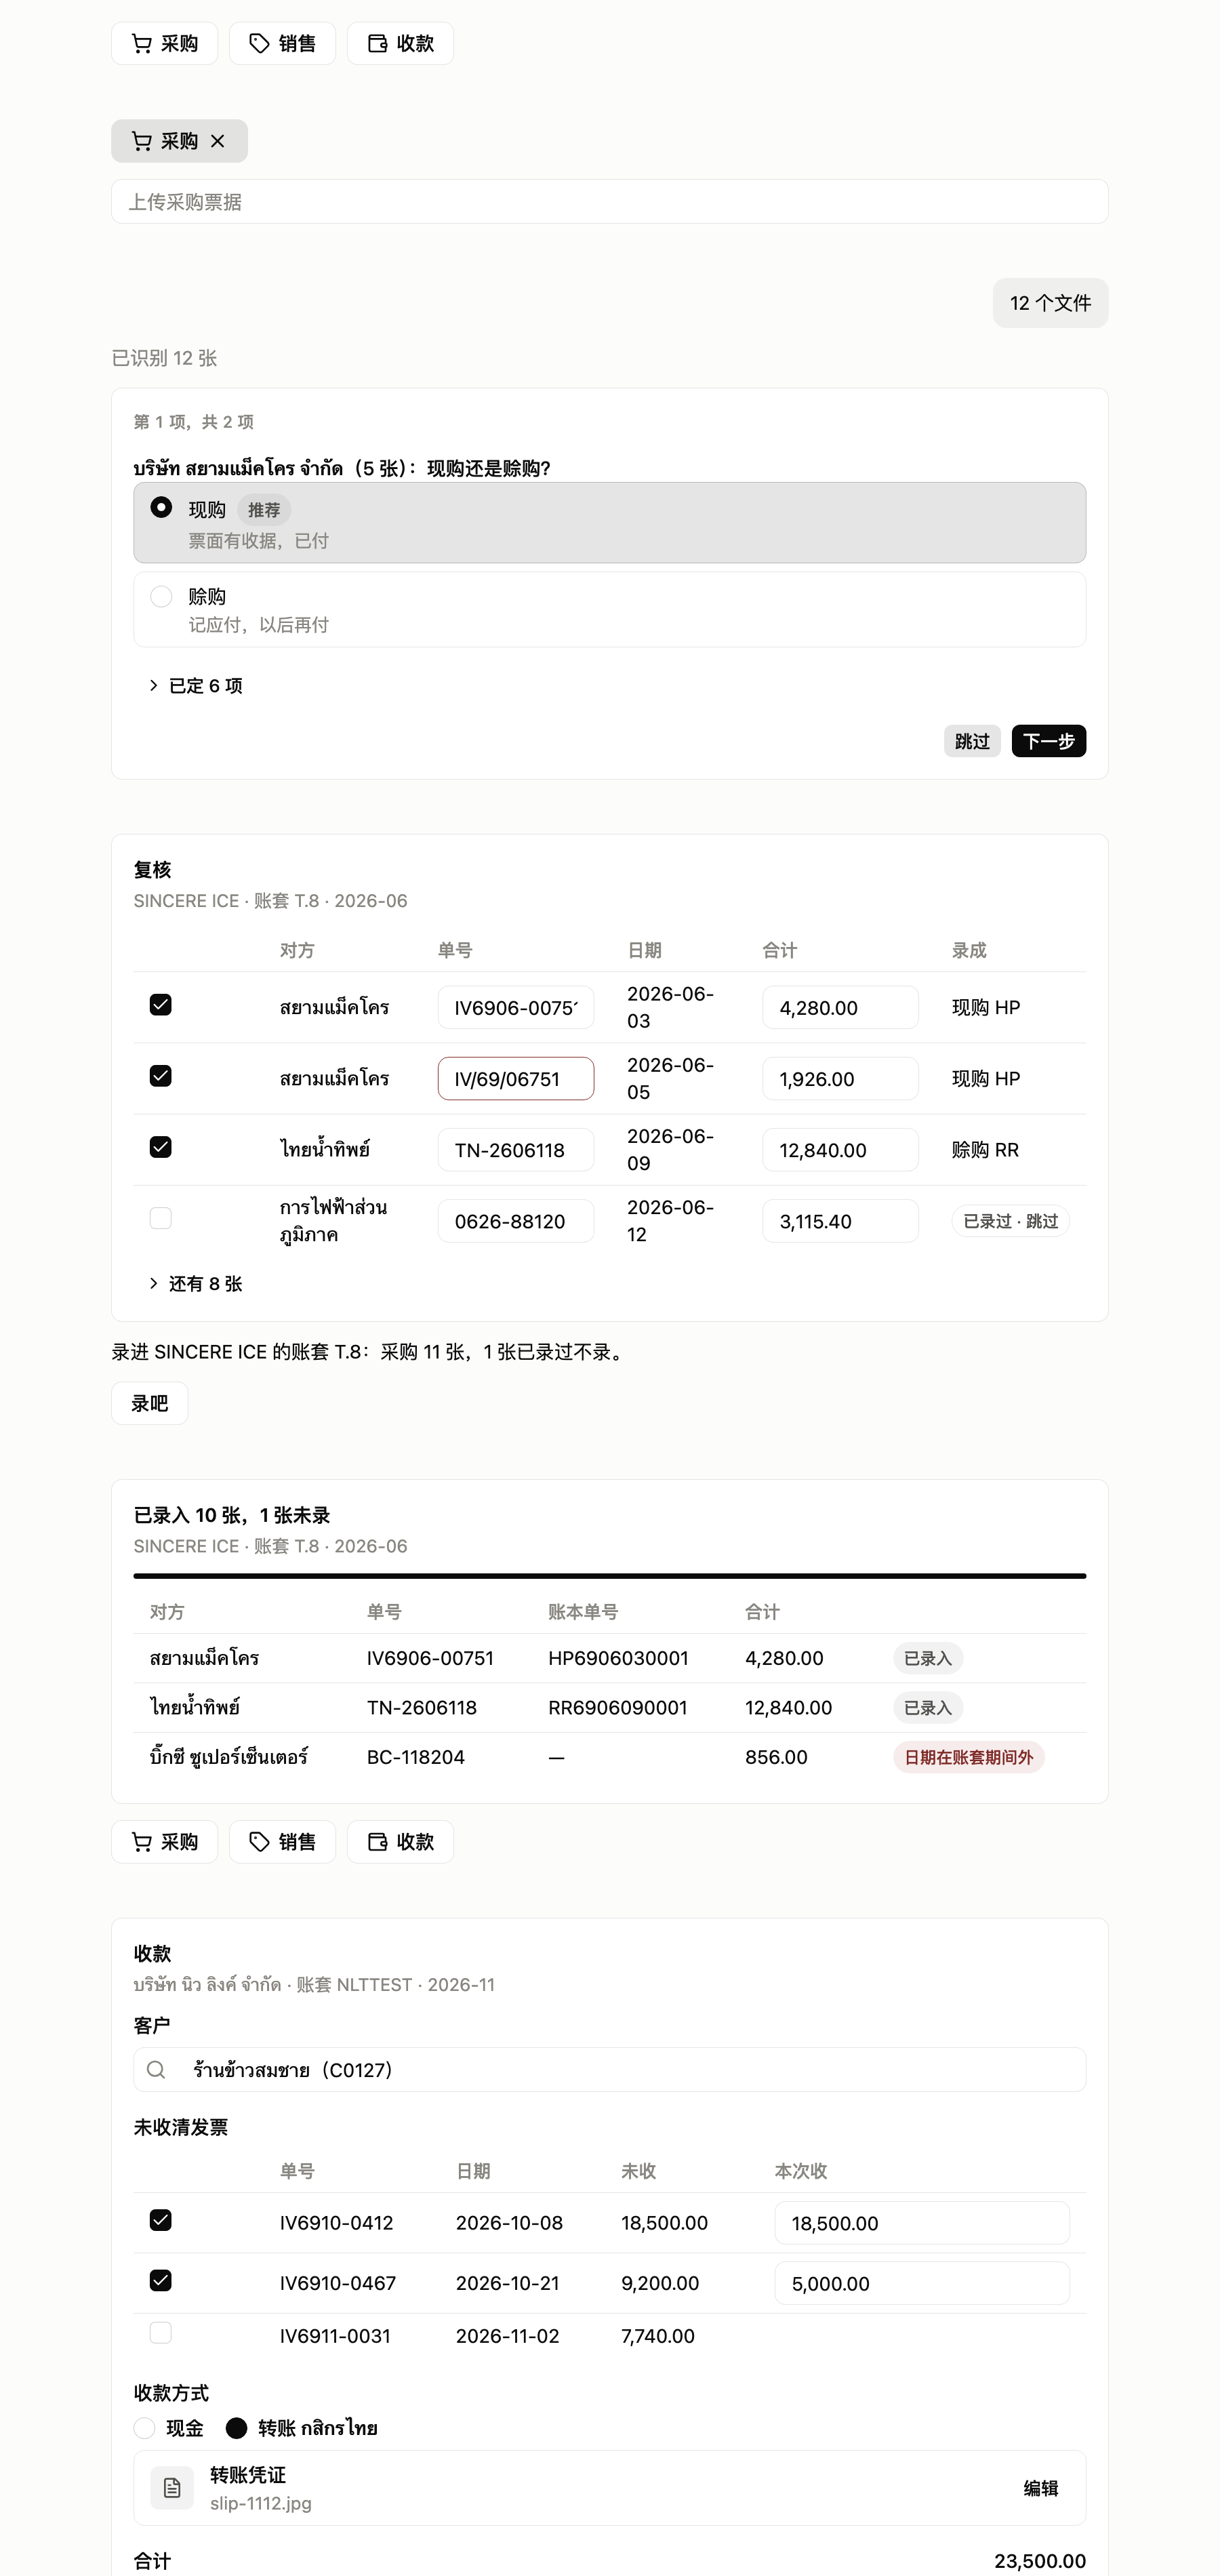 采购 销售 收款
采购
上传采购票据
12 个文件
已识别 12 张
第 1 项，共 2 项
บริษัท สยามแม็คโคร จำกัด（5 张）：现购还是赊购？
现购 推荐
票面有收据，已付
赊购
记应付，以后再付
已定 6 项
跳过 下一步
复核
SINCERE ICE · 账套 T.8 · 2026-06
对方 单号 日期 合计 录成
สยามแม็คโคร IV6906-0075 2026-06-03 4,280.00 现购 HP
สยามแม็คโคร IV/69/06751 2026-06-05 1,926.00 现购 HP
ไทยน้ำทิพย์ TN-2606118 2026-06-09 12,840.00 赊购 RR
การไฟฟ้าส่วนภูมิภาค 0626-88120 2026-06-12 3,115.40 已录过 · 跳过
还有 8 张
录进 SINCERE ICE 的账套 T.8：采购 11 张，1 张已录过不录。
录吧
已录入 10 张，1 张未录
SINCERE ICE · 账套 T.8 · 2026-06
对方 单号 账本单号 合计
สยามแม็คโคร IV6906-00751 HP6906030001 4,280.00 已录入
ไทยน้ำทิพย์ TN-2606118 RR6906090001 12,840.00 已录入
บิ๊กซี ซูเปอร์เซ็นเตอร์ BC-118204 — 856.00 日期在账套期间外
采购 销售 收款
收款
บริษัท นิว ลิงค์ จำกัด · 账套 NLTTEST · 2026-11
客户
ร้านข้าวสมชาย（C0127）
未收清发票
单号 日期 未收 本次收
IV6910-0412 2026-10-08 18,500.00 18,500.00
IV6910-0467 2026-10-21 9,200.00 5,000.00
IV6911-0031 2026-11-02 7,740.00
收款方式
现金 转账 กสิกรไทย
转账凭证
slip-1112.jpg
编辑
合计 23,500.00